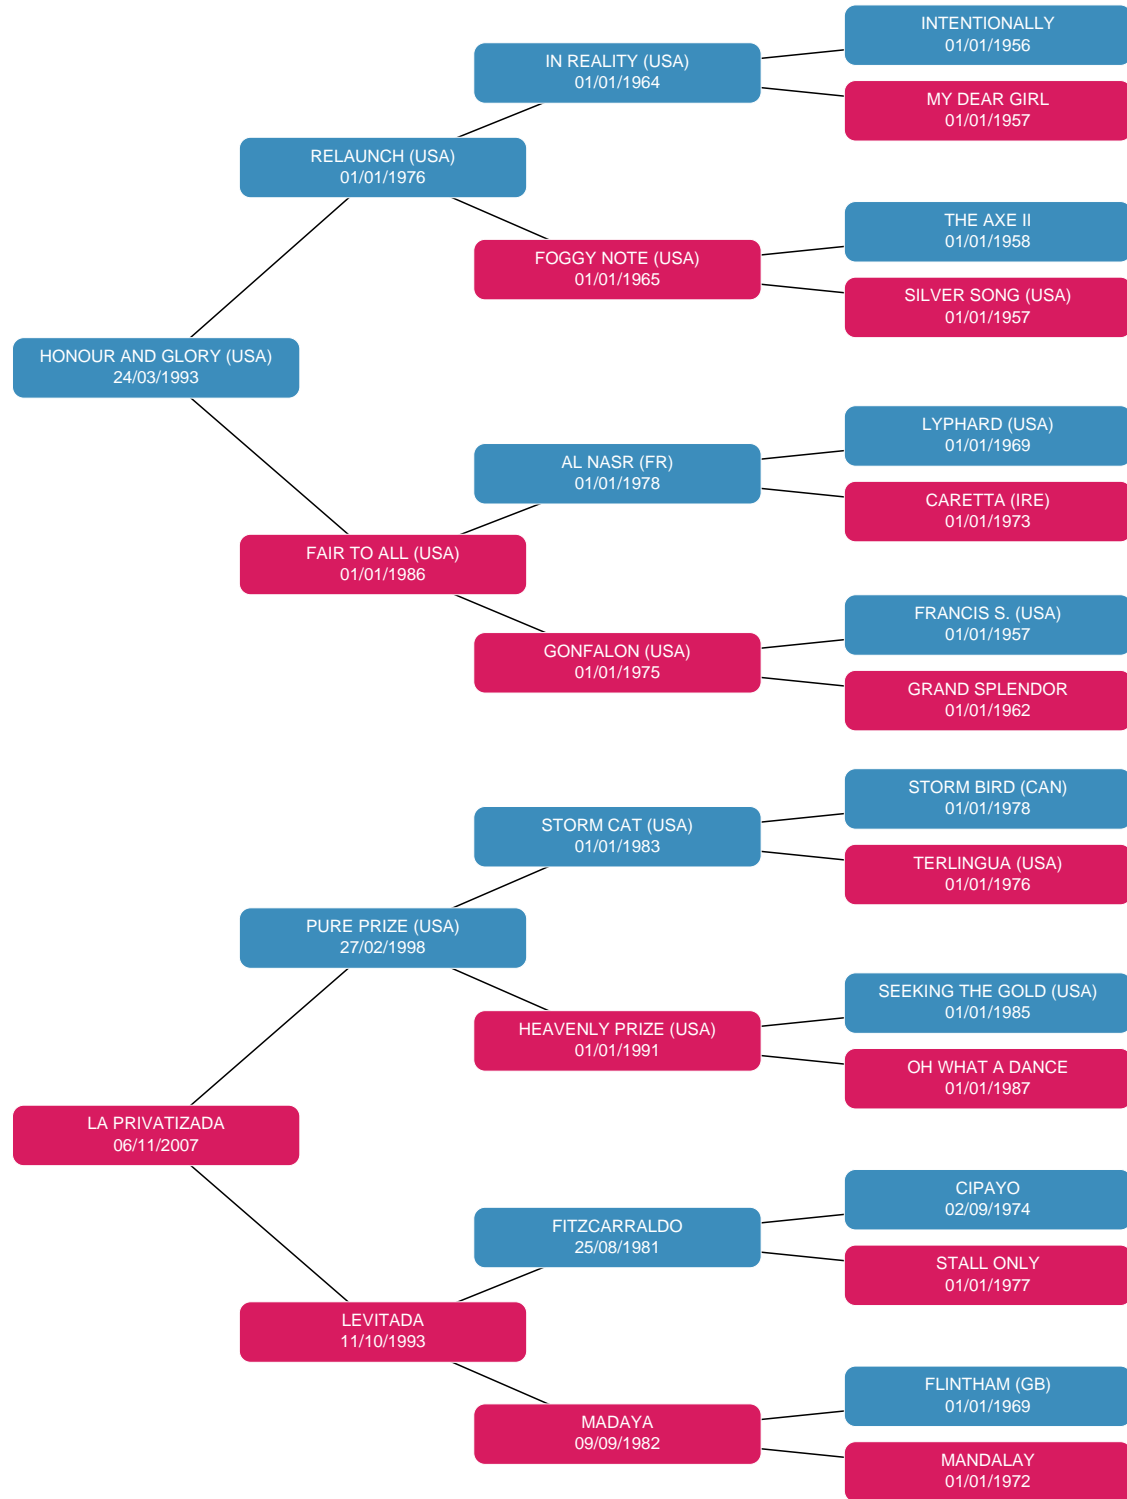 INTENTIONALLY
01/01/1956
IN REALITY (USA)
01/01/1964
MY DEAR GIRL
01/01/1957
RELAUNCH (USA)
01/01/1976
THE AXE II
01/01/1958
FOGGY NOTE (USA)
01/01/1965
SILVER SONG (USA)
01/01/1957
HONOUR AND GLORY (USA)
24/03/1993
LYPHARD (USA)
01/01/1969
AL NASR (FR)
01/01/1978
CARETTA (IRE)
01/01/1973
FAIR TO ALL (USA)
01/01/1986
FRANCIS S. (USA)
01/01/1957
GONFALON (USA)
01/01/1975
GRAND SPLENDOR
01/01/1962
STORM BIRD (CAN)
01/01/1978
STORM CAT (USA)
01/01/1983
TERLINGUA (USA)
01/01/1976
PURE PRIZE (USA)
27/02/1998
SEEKING THE GOLD (USA)
01/01/1985
HEAVENLY PRIZE (USA)
01/01/1991
OH WHAT A DANCE
01/01/1987
LA PRIVATIZADA
06/11/2007
CIPAYO
02/09/1974
FITZCARRALDO
25/08/1981
STALL ONLY
01/01/1977
LEVITADA
11/10/1993
FLINTHAM (GB)
01/01/1969
MADAYA
09/09/1982
MANDALAY
01/01/1972